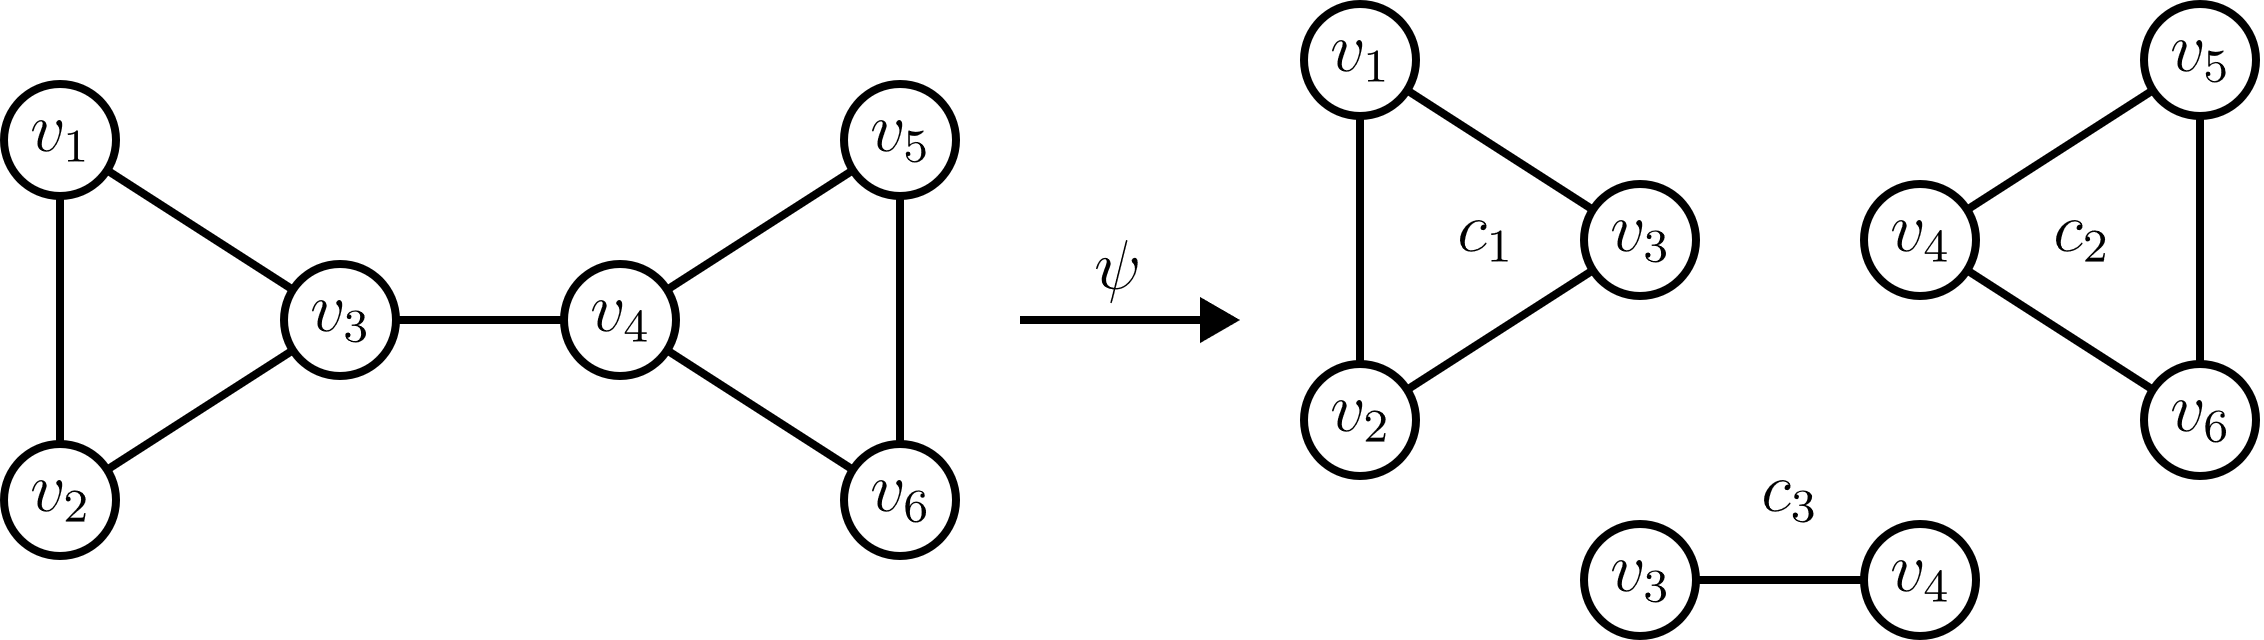 v₁ v₅
v₃ v₄
v₂ v₆
ψ
v₁ v₅
c₁ v₃ v₄ c₂
v₂ v₆
c₃
v₃ v₄